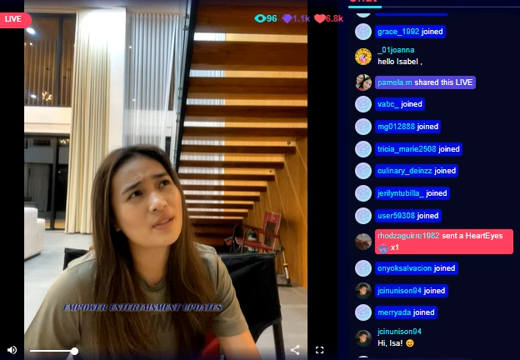 LIVE
96 1.1k 6.8k
Chat
grace_1992 joined
_01joanna
hello Isabel ,
pamela.m shared this LIVE
vabc_ joined
mg012888 joined
tricia_marie2508 joined
culinary_deinzz joined
jerilyntubilla_ joined
user59308 joined
rhodzaguirre1982 sent a HeartEyes
x1
onyoksalvacion joined
jcinunison94 joined
merryada joined
jcinunison94
Hi, Isa!
EMPOWER ENTERTAINMENT UPDATES